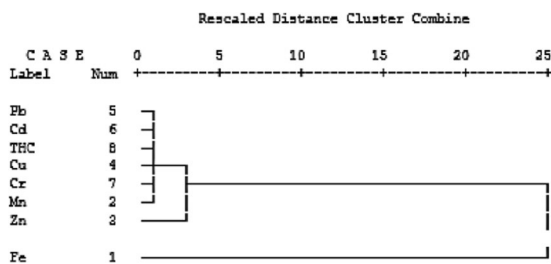 Rescaled Distance Cluster Combine
C A S E 0 5 10 15 20 25
Label Num
Pb 5
Cd 6
THC 8
Cu 4
Cr 7
Mn 2
Zn 3
Fe 1